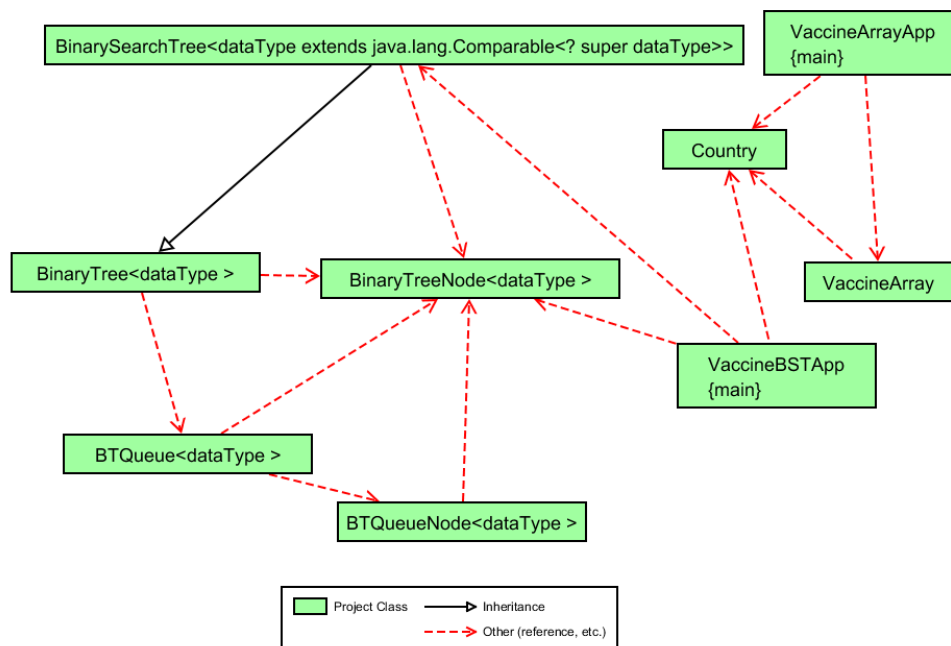 BinarySearchTree<dataType extends java.lang.Comparable<? super dataType>>
VaccineArrayApp
{main}
Country
BinaryTree<dataType >
BinaryTreeNode<dataType >
VaccineArray
VaccineBSTApp
{main}
BTQueue<dataType >
BTQueueNode<dataType >
Project Class
Inheritance
Other (reference, etc.)